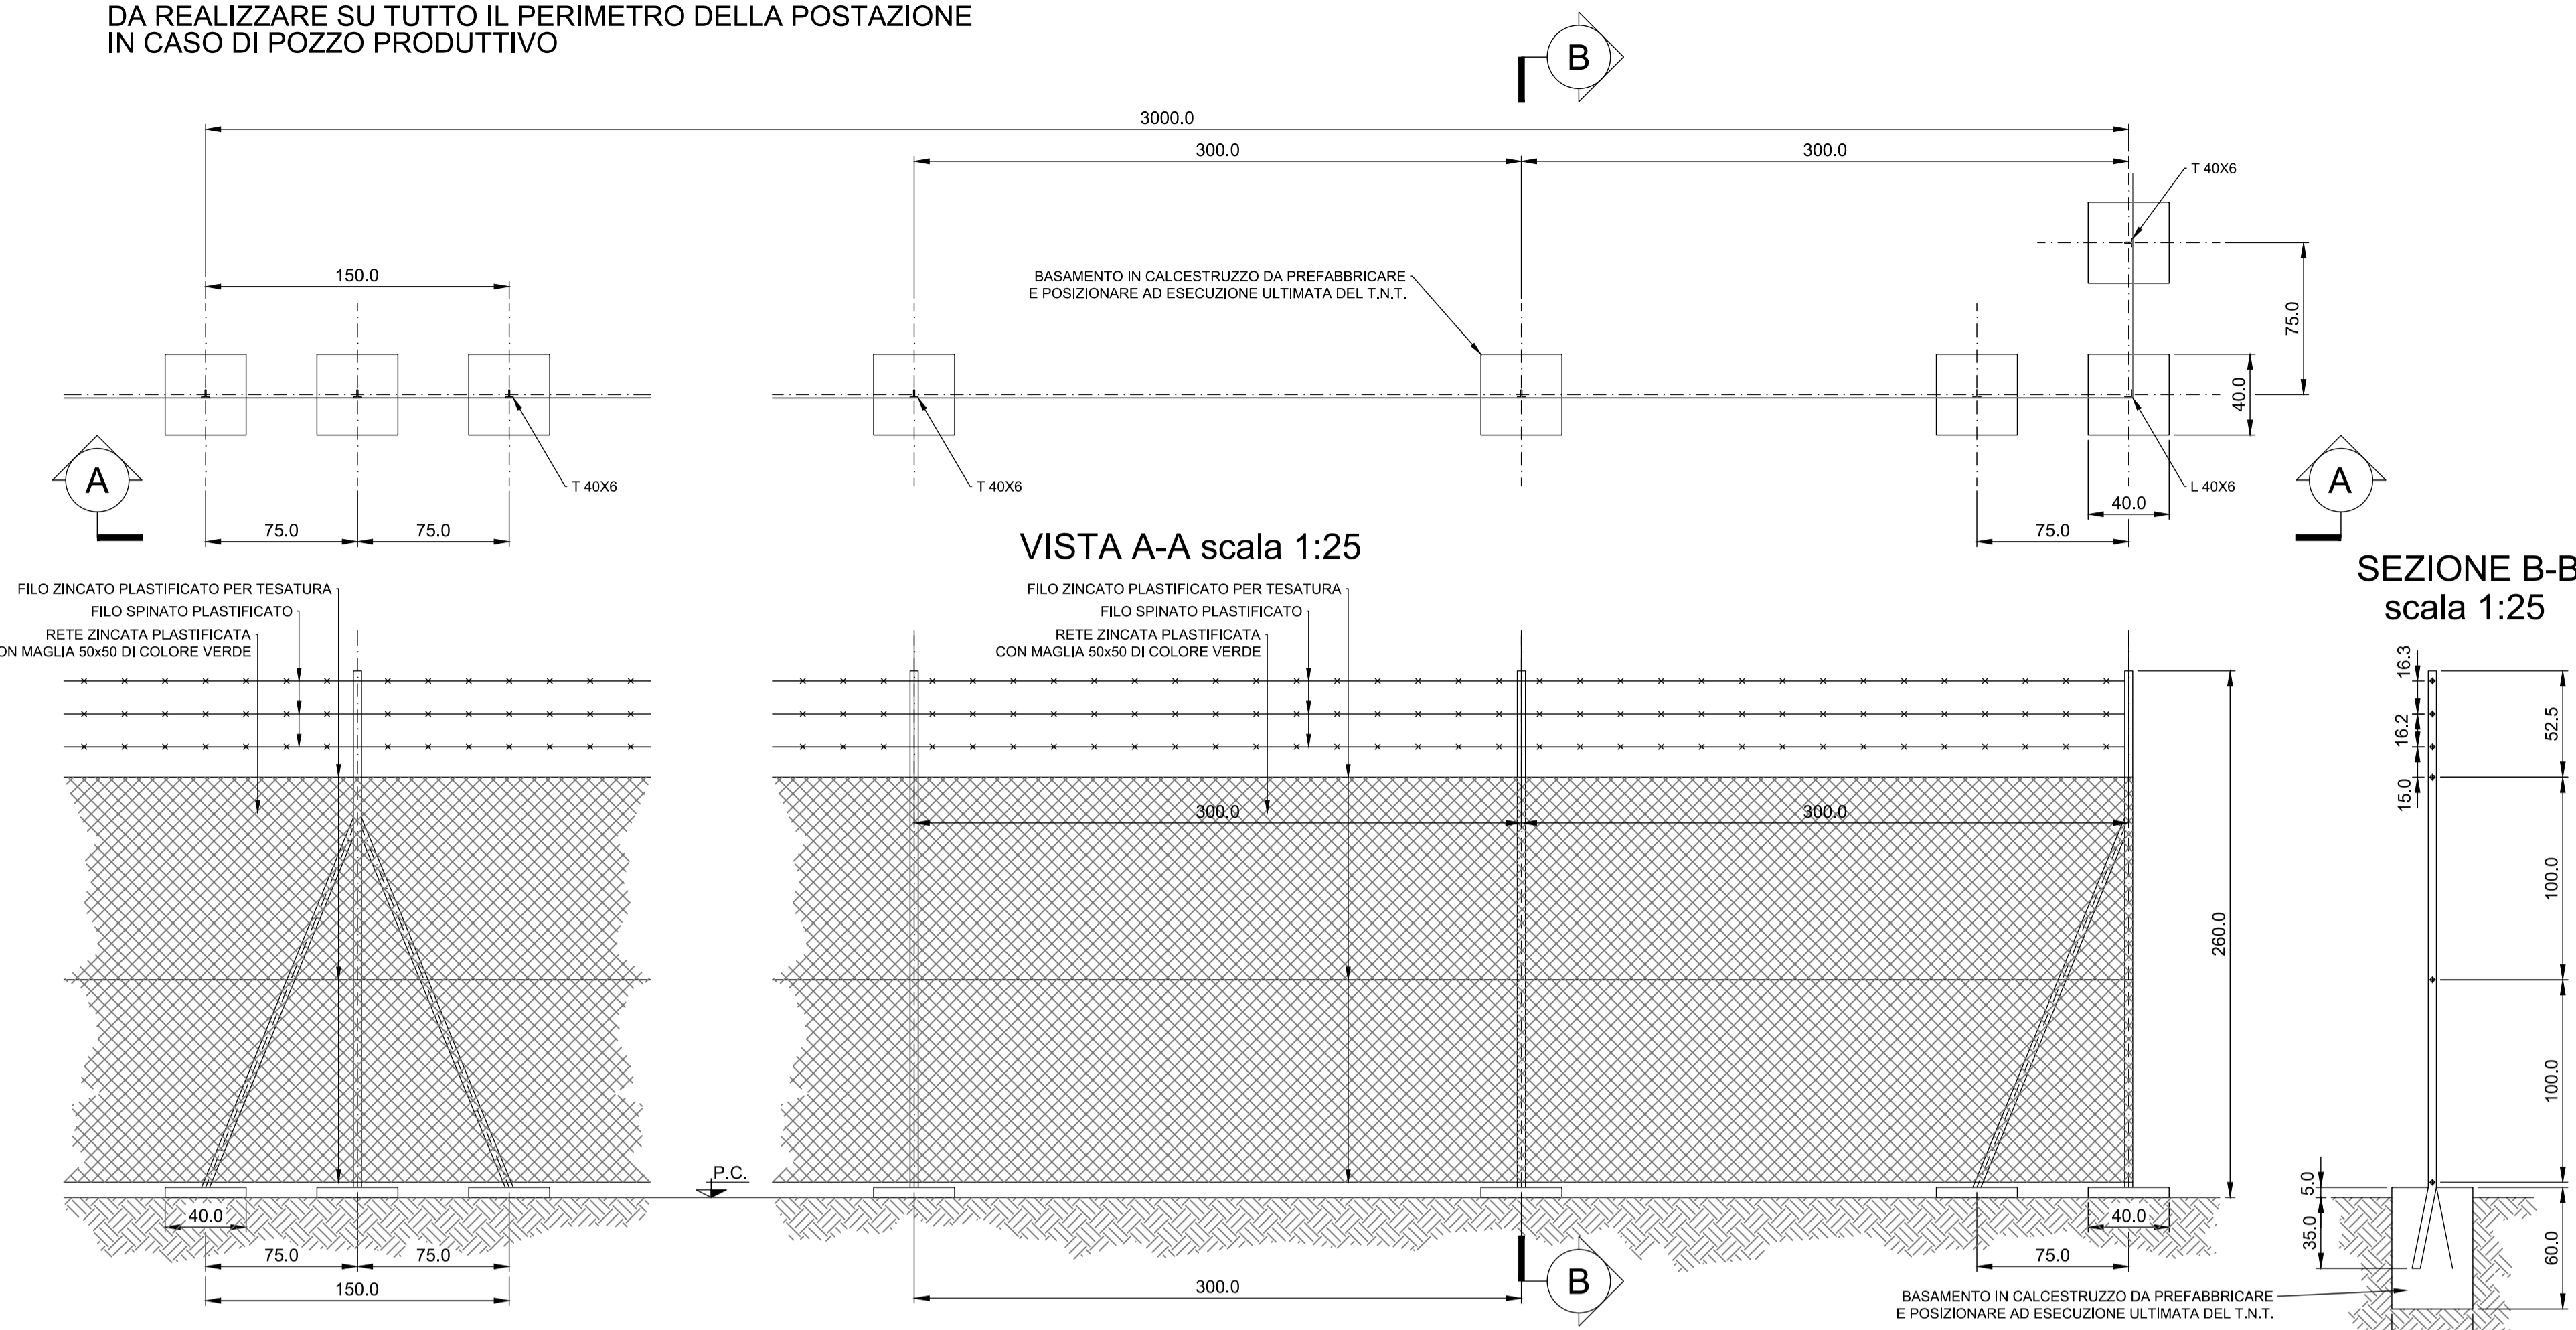 DA REALIZZARE SU TUTTO IL PERIMETRO DELLA POSTAZIONE
IN CASO DI POZZO PRODUTTIVO
B
3000.0
300.0
300.0
T 40X6
150.0
BASAMENTO IN CALCESTRUZZO DA PREFABBRICARE
E POSIZIONARE AD ESECUZIONE ULTIMATA DEL T.N.T.
75.0
40.0
A
T 40X6
T 40X6
L 40X6
A
75.0
75.0
40.0
75.0
VISTA A-A scala 1:25
SEZIONE B-B
scala 1:25
FILO ZINCATO PLASTIFICATO PER TESATURA
FILO SPINATO PLASTIFICATO
RETE ZINCATA PLASTIFICATA
ON MAGLIA 50x50 DI COLORE VERDE
FILO ZINCATO PLASTIFICATO PER TESATURA
FILO SPINATO PLASTIFICATO
RETE ZINCATA PLASTIFICATA
CON MAGLIA 50x50 DI COLORE VERDE
16.3
16.2
15.0
52.5
300.0
300.0
100.0
260.0
100.0
P.C.
5.0
35.0
60.0
40.0
75.0
75.0
150.0
300.0
B
40.0
75.0
BASAMENTO IN CALCESTRUZZO DA PREFABBRICARE
E POSIZIONARE AD ESECUZIONE ULTIMATA DEL T.N.T.